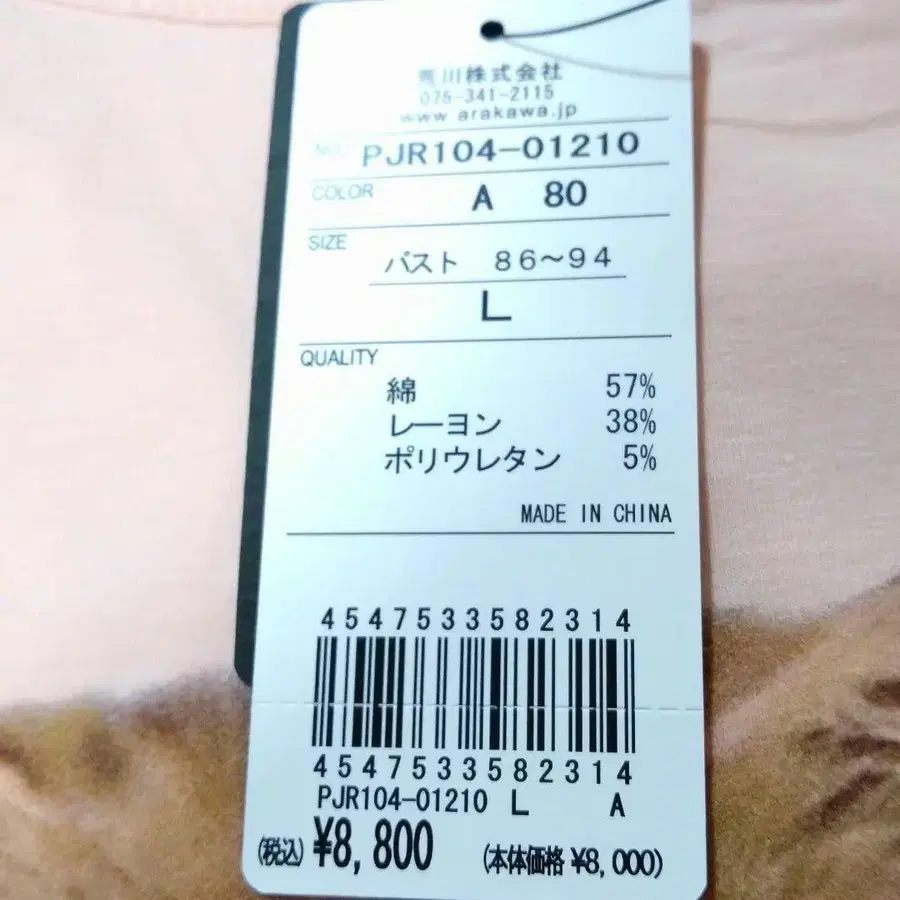 荒川株式会社
075-341-2115
www.arakawa.jp
NO. PJR104-01210
COLOR A 80
SIZE
バスト 86〜94
L
QUALITY
綿 57%
レーヨン 38%
ポリウレタン 5%
MADE IN CHINA
4547533582314
4547533582314
PJR104-01210 L A
(税込) ¥8,800 (本体価格 ¥8,000)